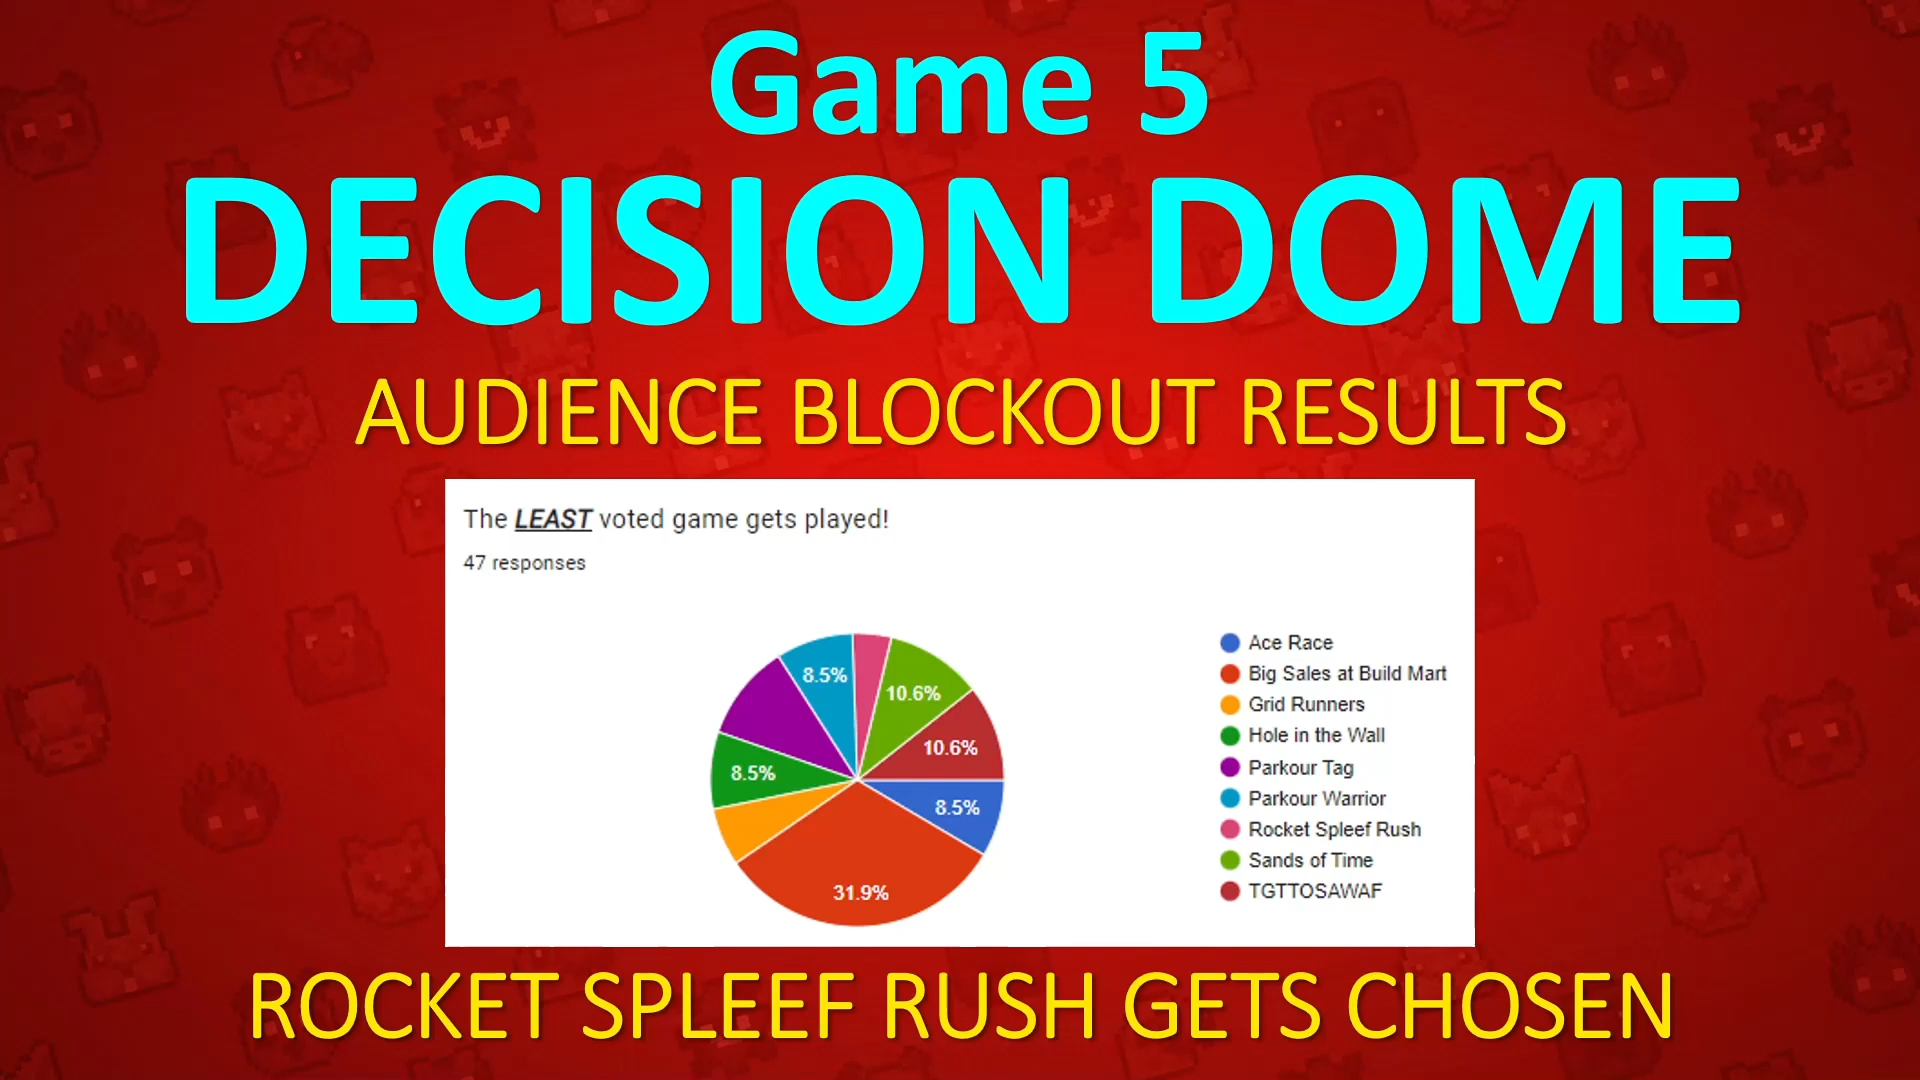 Game 5
DECISION DOME
AUDIENCE BLOCKOUT RESULTS
The LEAST voted game gets played!
47 responses
8.5%
10.6%
10.6%
8.5%
8.5%
31.9%
Ace Race
Big Sales at Build Mart
Grid Runners
Hole in the Wall
Parkour Tag
Parkour Warrior
Rocket Spleef Rush
Sands of Time
TGTTOSAWAF
ROCKET SPLEEF RUSH GETS CHOSEN